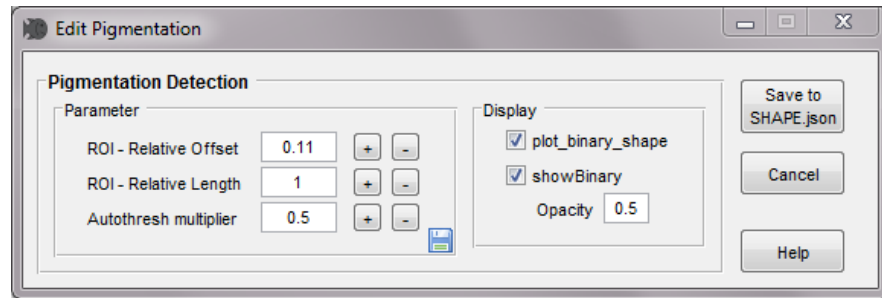 Edit Pigmentation
Pigmentation Detection
Parameter
ROI - Relative Offset 0.11 + -
ROI - Relative Length 1 + -
Autothresh multiplier 0.5 + -
Display
plot_binary_shape
showBinary
Opacity 0.5
Save to
SHAPE.json
Cancel
Help